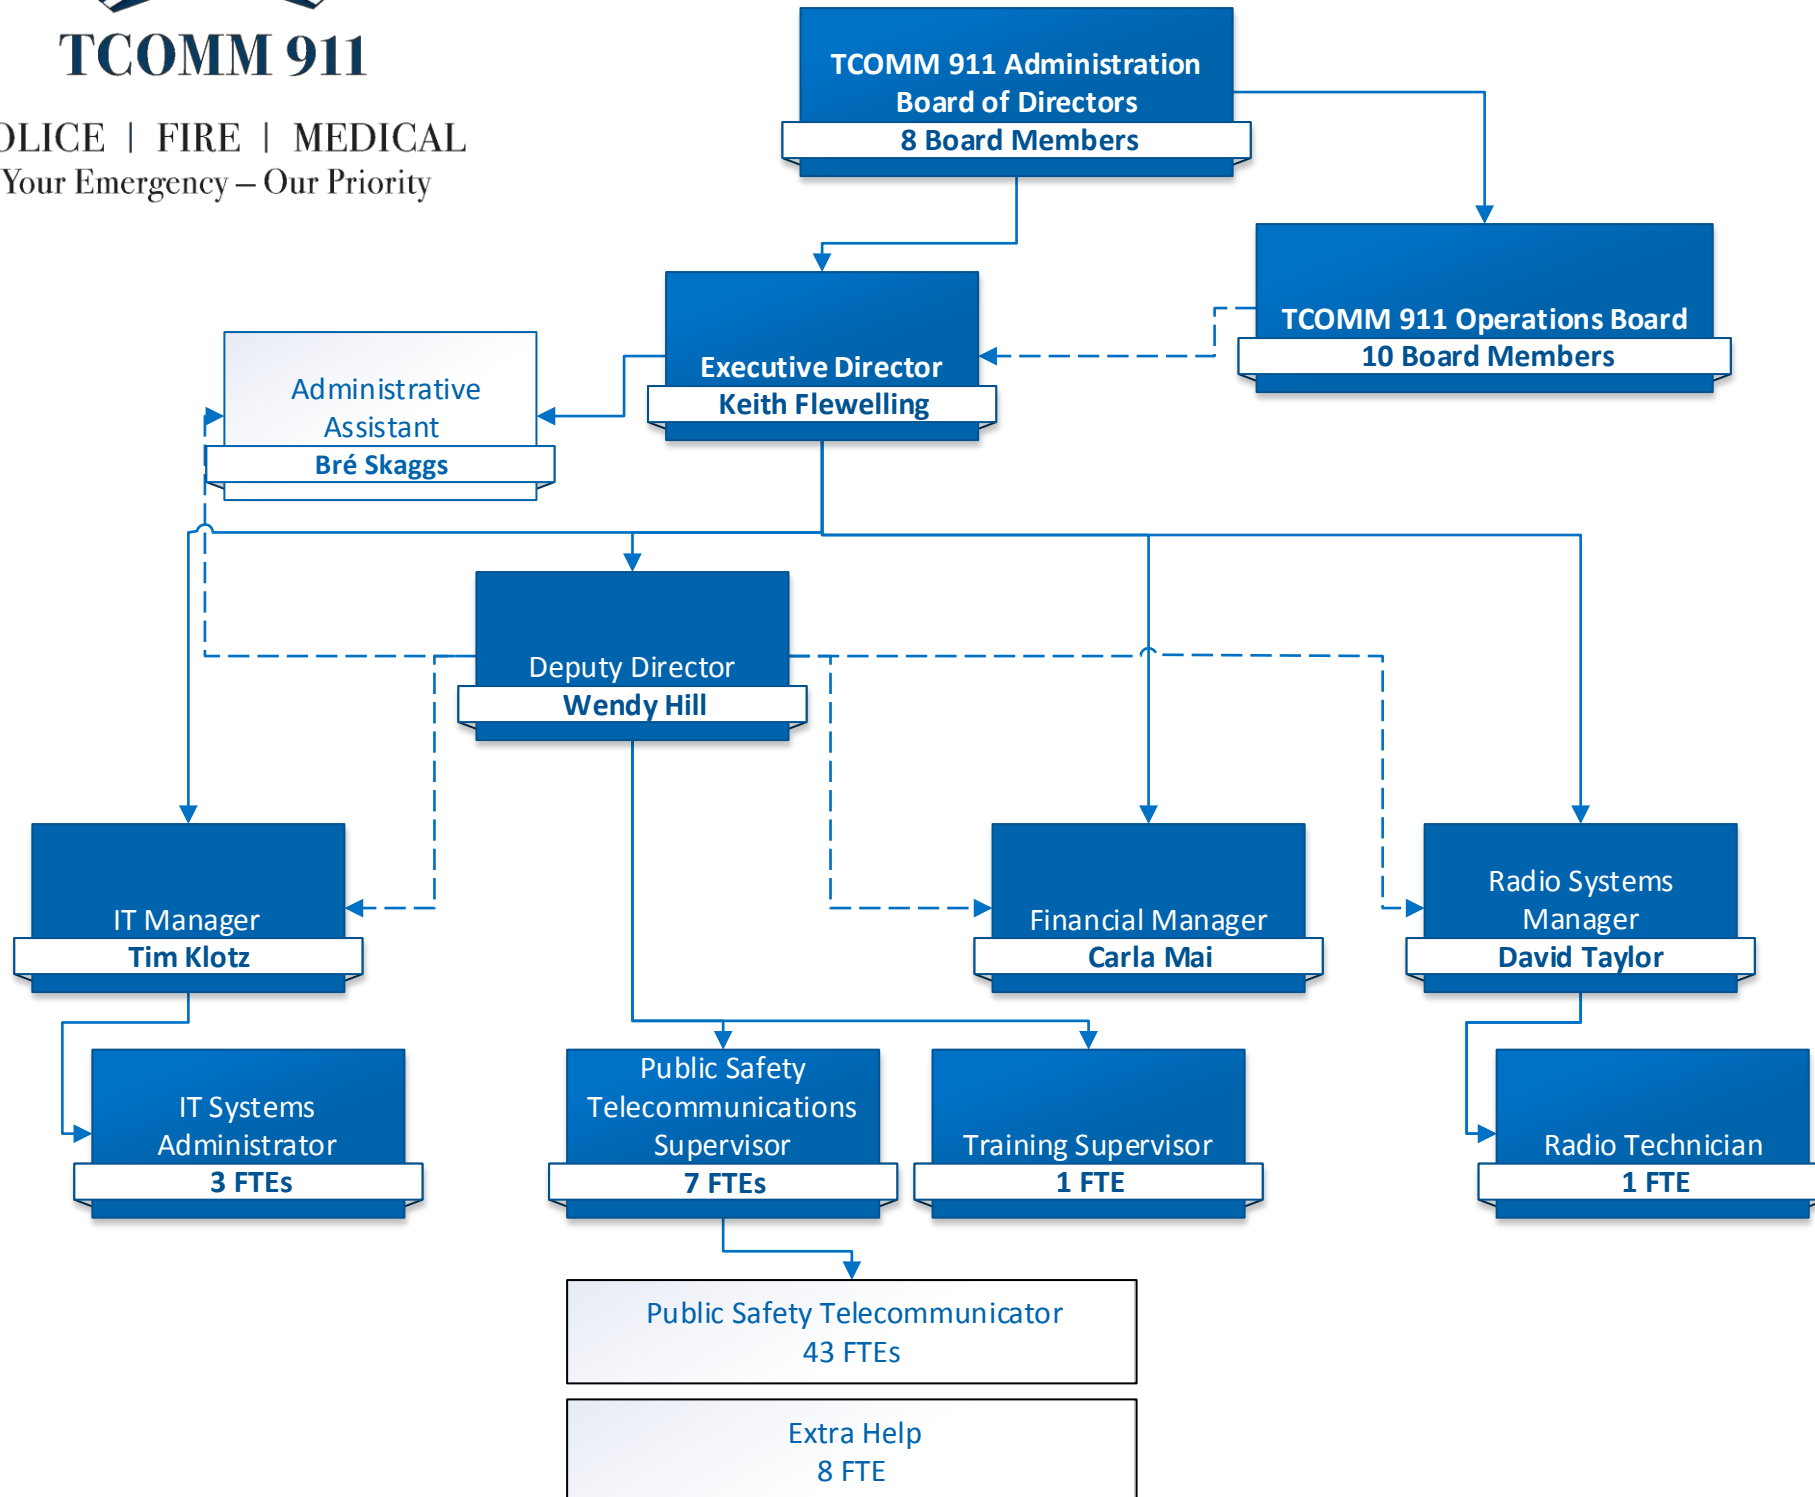 TCOMM 911
OLICE | FIRE | MEDICAL
Your Emergency – Our Priority
TCOMM 911 Administration
Board of Directors
8 Board Members
TCOMM 911 Operations Board
10 Board Members
Executive Director
Keith Flewelling
Administrative
Assistant
Bré Skaggs
Deputy Director
Wendy Hill
IT Manager
Tim Klotz
Financial Manager
Carla Mai
Radio Systems
Manager
David Taylor
IT Systems
Administrator
3 FTEs
Public Safety
Telecommunications
Supervisor
7 FTEs
Training Supervisor
1 FTE
Radio Technician
1 FTE
Public Safety Telecommunicator
43 FTEs
Extra Help
8 FTE